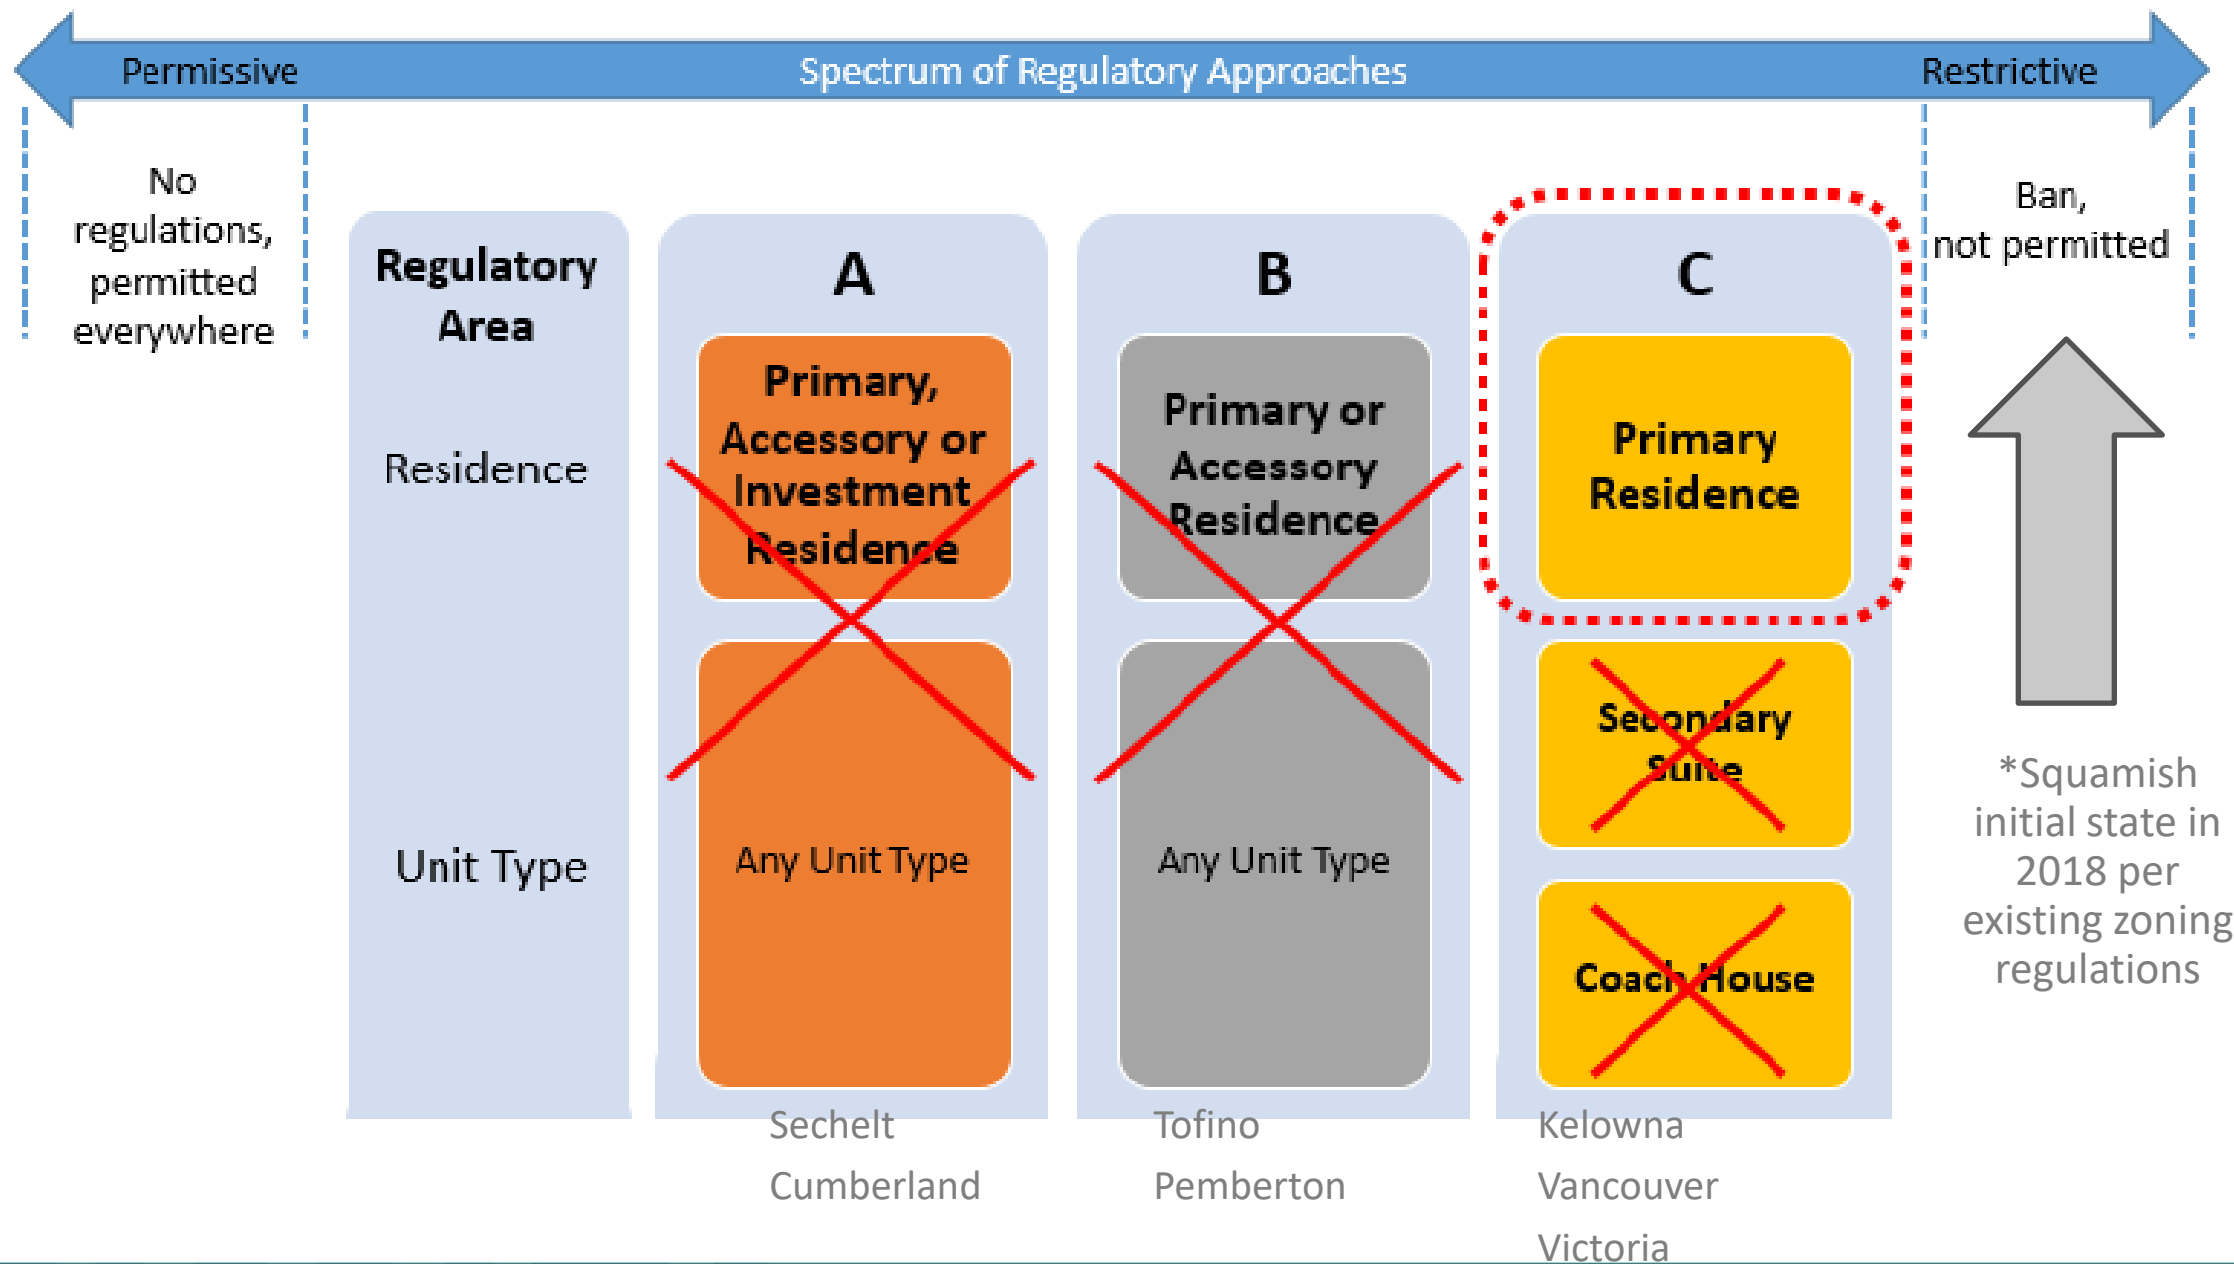 Permissive
Spectrum of Regulatory Approaches
Restrictive
No
regulations,
permitted
everywhere
Regulatory
Area
Residence
Unit Type
A
Primary,
Accessory or
Investment
Residence
Any Unit Type
Sechelt
Cumberland
B
Primary or
Accessory
Residence
Any Unit Type
Tofino
Pemberton
C
Primary
Residence
Secondary
Suite
Coach House
Kelowna
Vancouver
Victoria
Ban,
not permitted
*Squamish
initial state in
2018 per
existing zoning
regulations